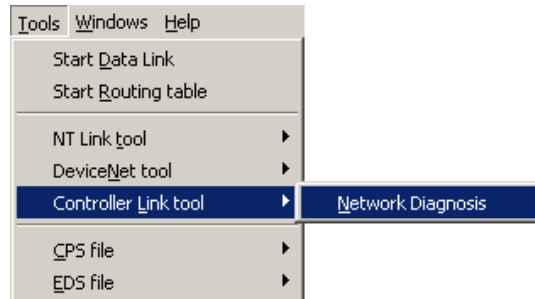 Tools Windows Help
Start Data Link
Start Routing table
NT Link tool
DeviceNet tool
Controller Link tool Network Diagnosis
CPS file
EDS file